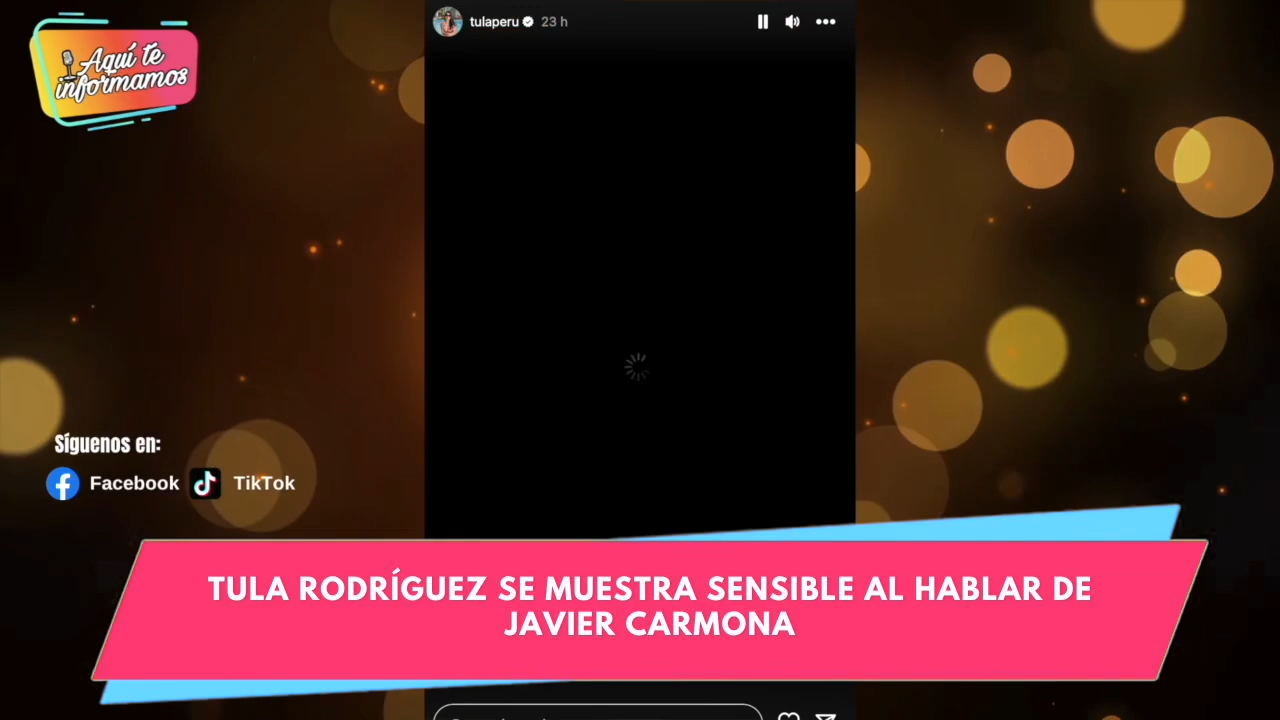 Aquí te
informamos
tulaperu 23 h
Síguenos en:
Facebook TikTok
TULA RODRÍGUEZ SE MUESTRA SENSIBLE AL HABLAR DE
JAVIER CARMONA